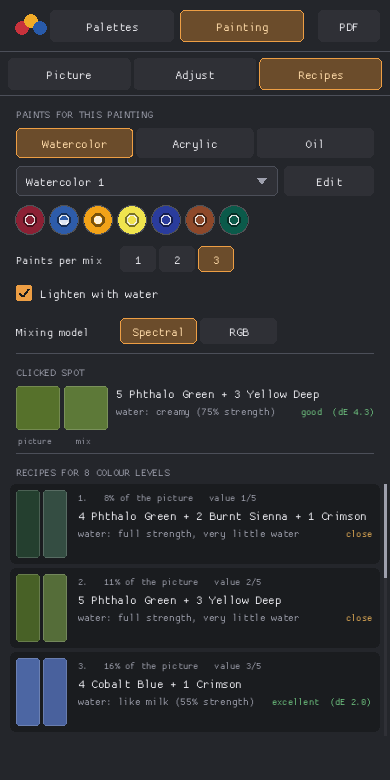 Palettes
Painting
PDF
Picture
Adjust
Recipes
PAINTS FOR THIS PAINTING
Watercolor
Acrylic
Oil
Watercolor 1
Edit
Paints per mix
1
2
3
Lighten with water
Mixing model
Spectral
RGB
CLICKED SPOT
5 Phthalo Green + 3 Yellow Deep
water: creamy (75% strength) good (dE 4.3)
picture mix
RECIPES FOR 8 COLOUR LEVELS
1. 8% of the picture value 1/5
4 Phthalo Green + 2 Burnt Sienna + 1 Crimson
water: full strength, very little water close
2. 11% of the picture value 2/5
5 Phthalo Green + 3 Yellow Deep
water: full strength, very little water close
3. 16% of the picture value 3/5
4 Cobalt Blue + 1 Crimson
water: like milk (55% strength) excellent (dE 2.0)